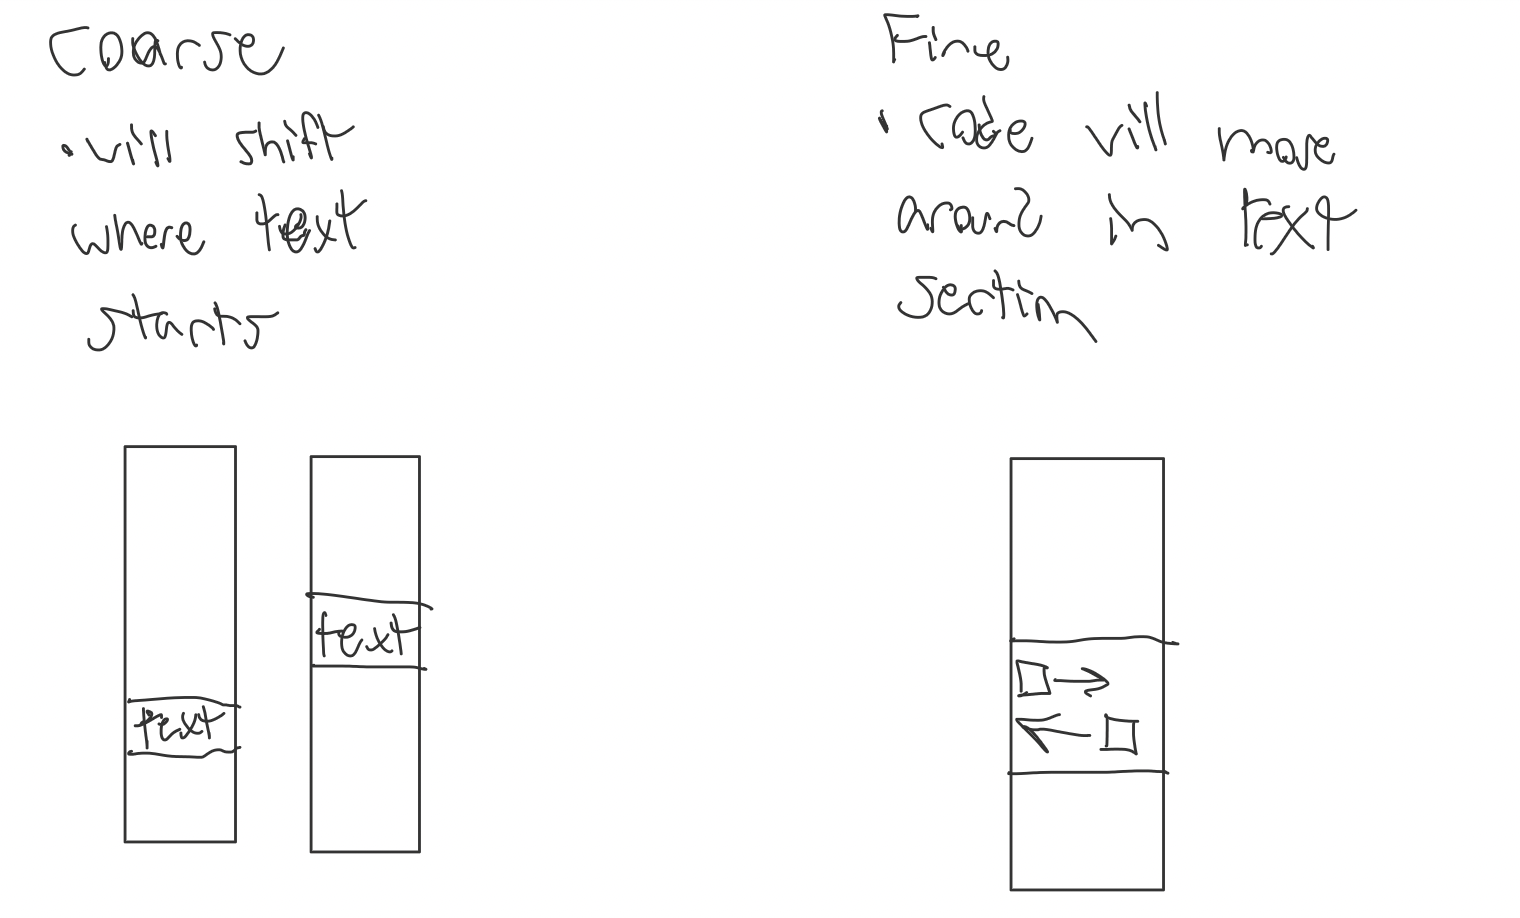 Coarse
• will shift
where text
starts
text
text
Fine
• Code will move
around in text
section